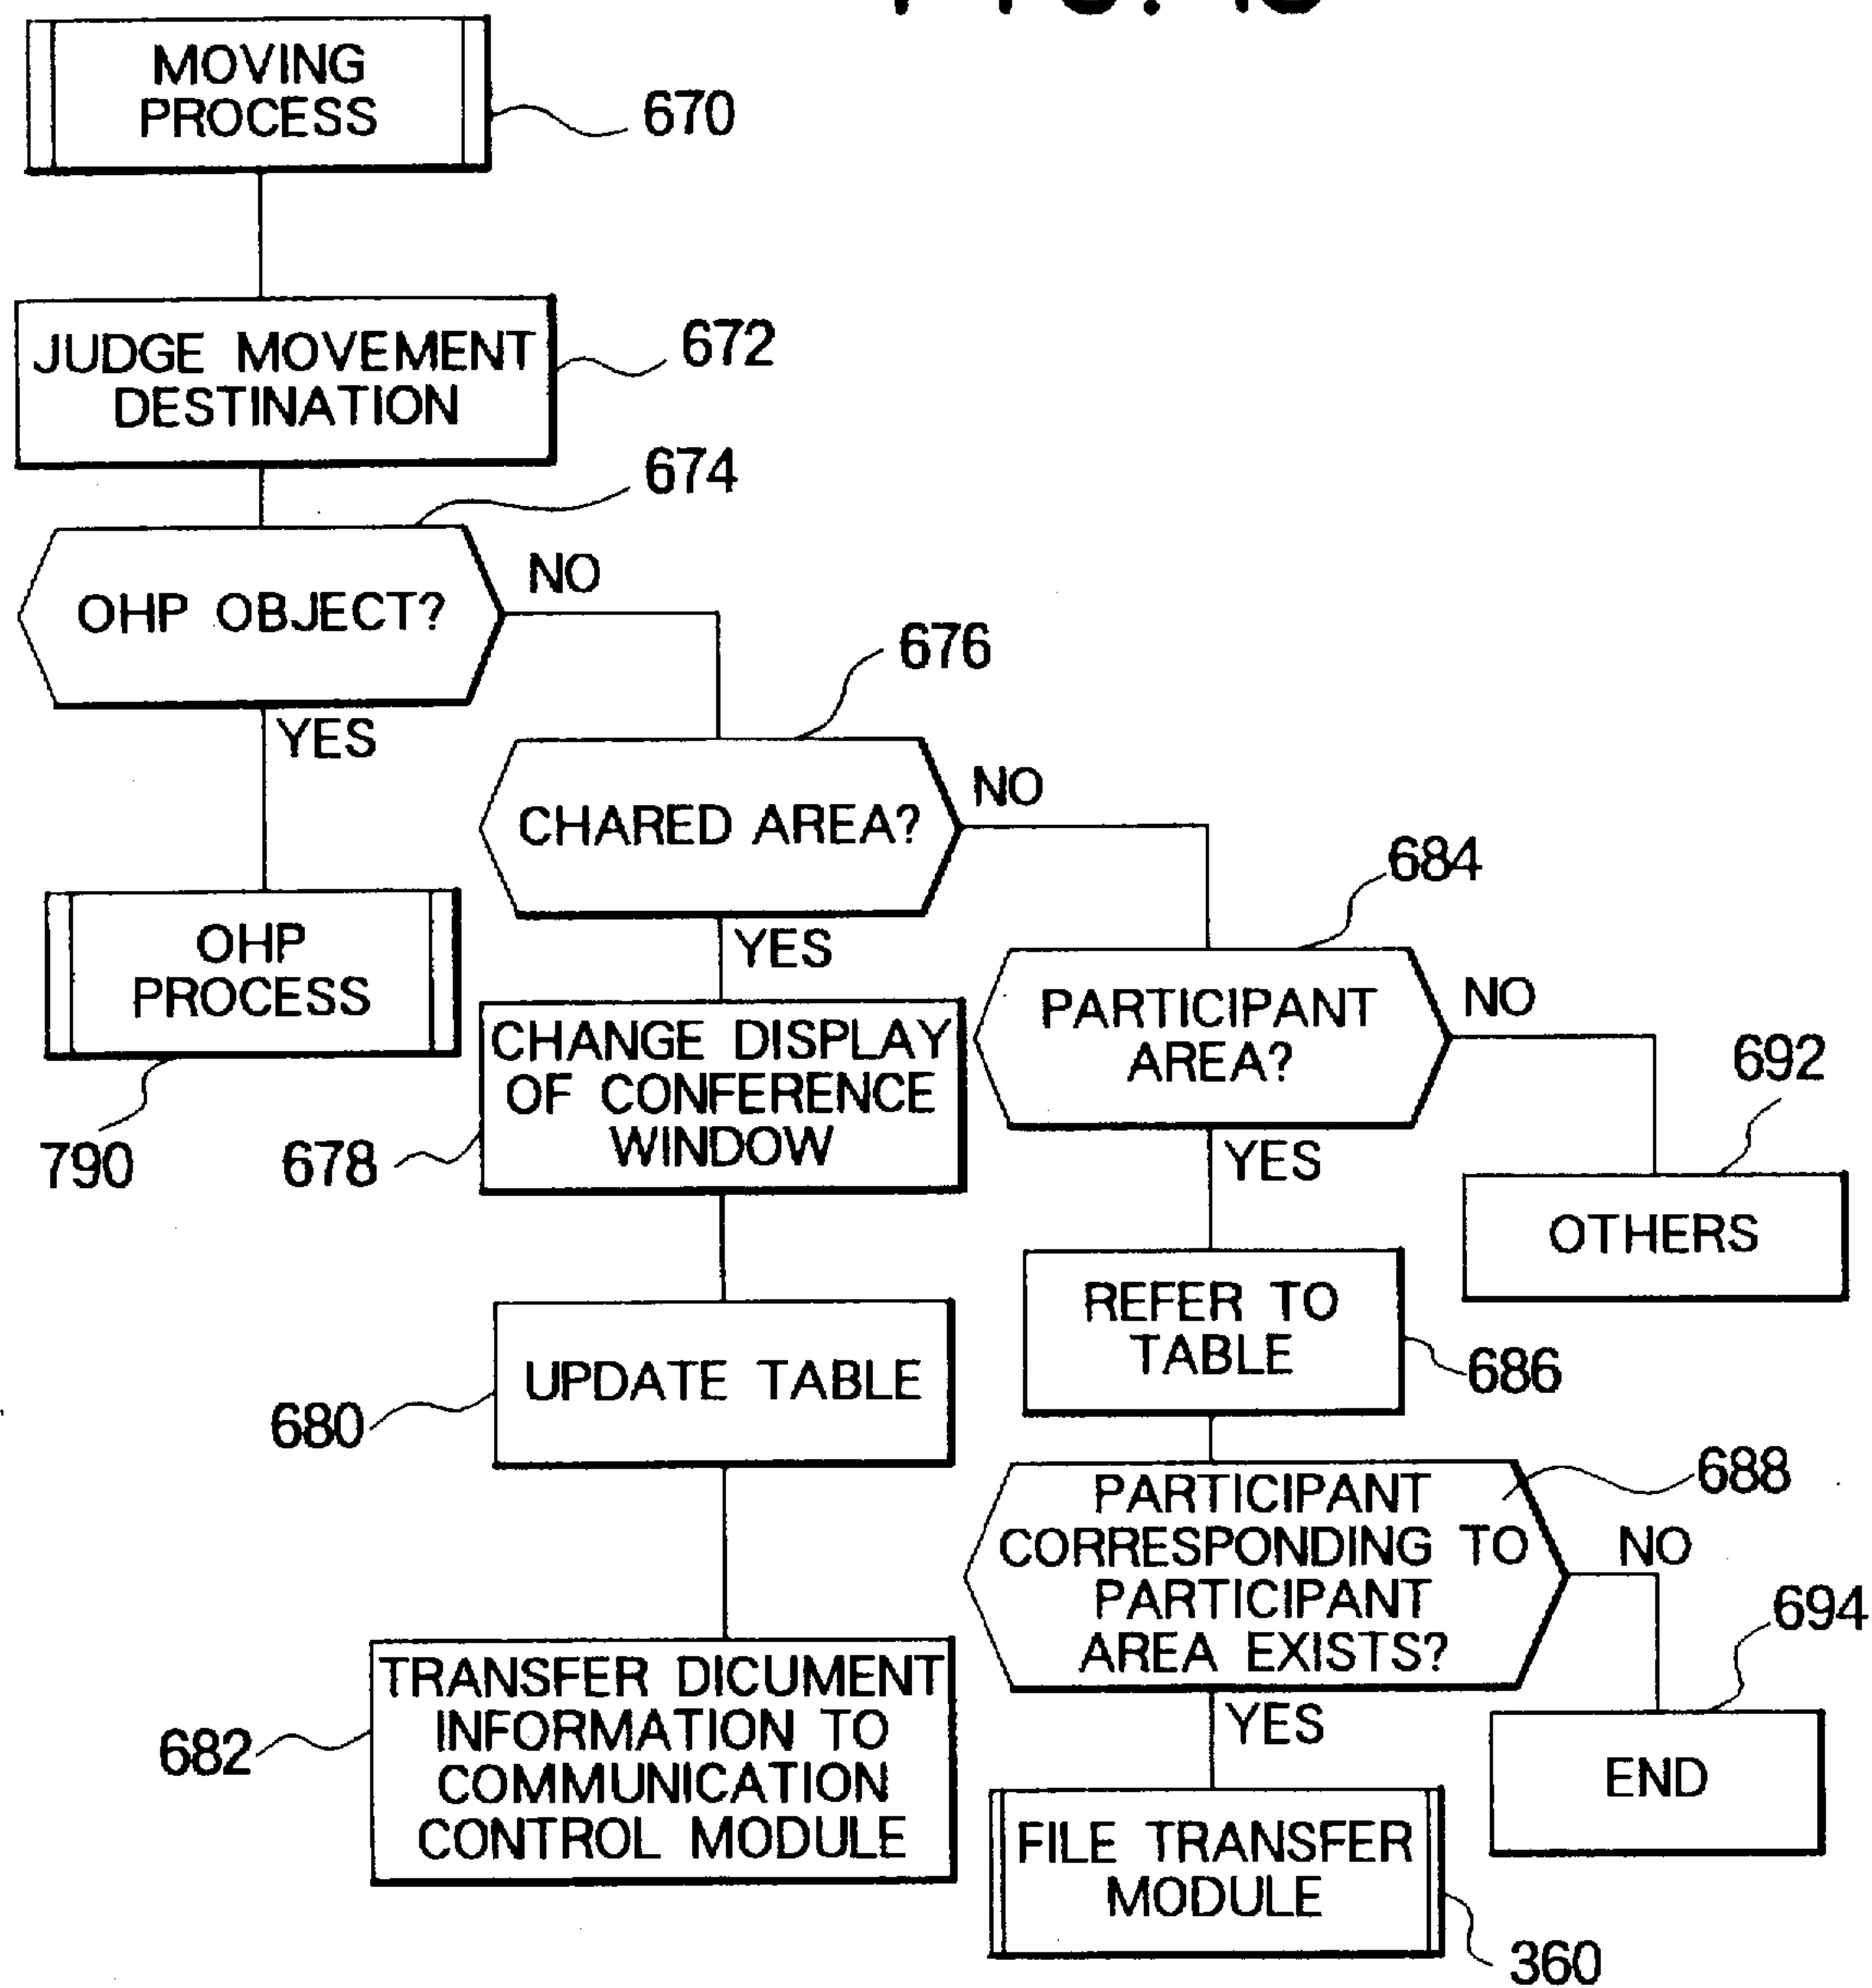 MOVING
PROCESS
670
JUDGE MOVEMENT
DESTINATION
672
674
OHP OBJECT?
NO
YES
676
CHARED AREA?
NO
YES
684
OHP
PROCESS
790
CHANGE DISPLAY
OF CONFERENCE
WINDOW
678
PARTICIPANT
AREA?
NO
YES
692
OTHERS
REFER TO
TABLE
686
UPDATE TABLE
680
PARTICIPANT
CORRESPONDING TO
PARTICIPANT
AREA EXISTS?
688
NO
YES
694
END
TRANSFER DICUMENT
INFORMATION TO
COMMUNICATION
CONTROL MODULE
682
FILE TRANSFER
MODULE
360